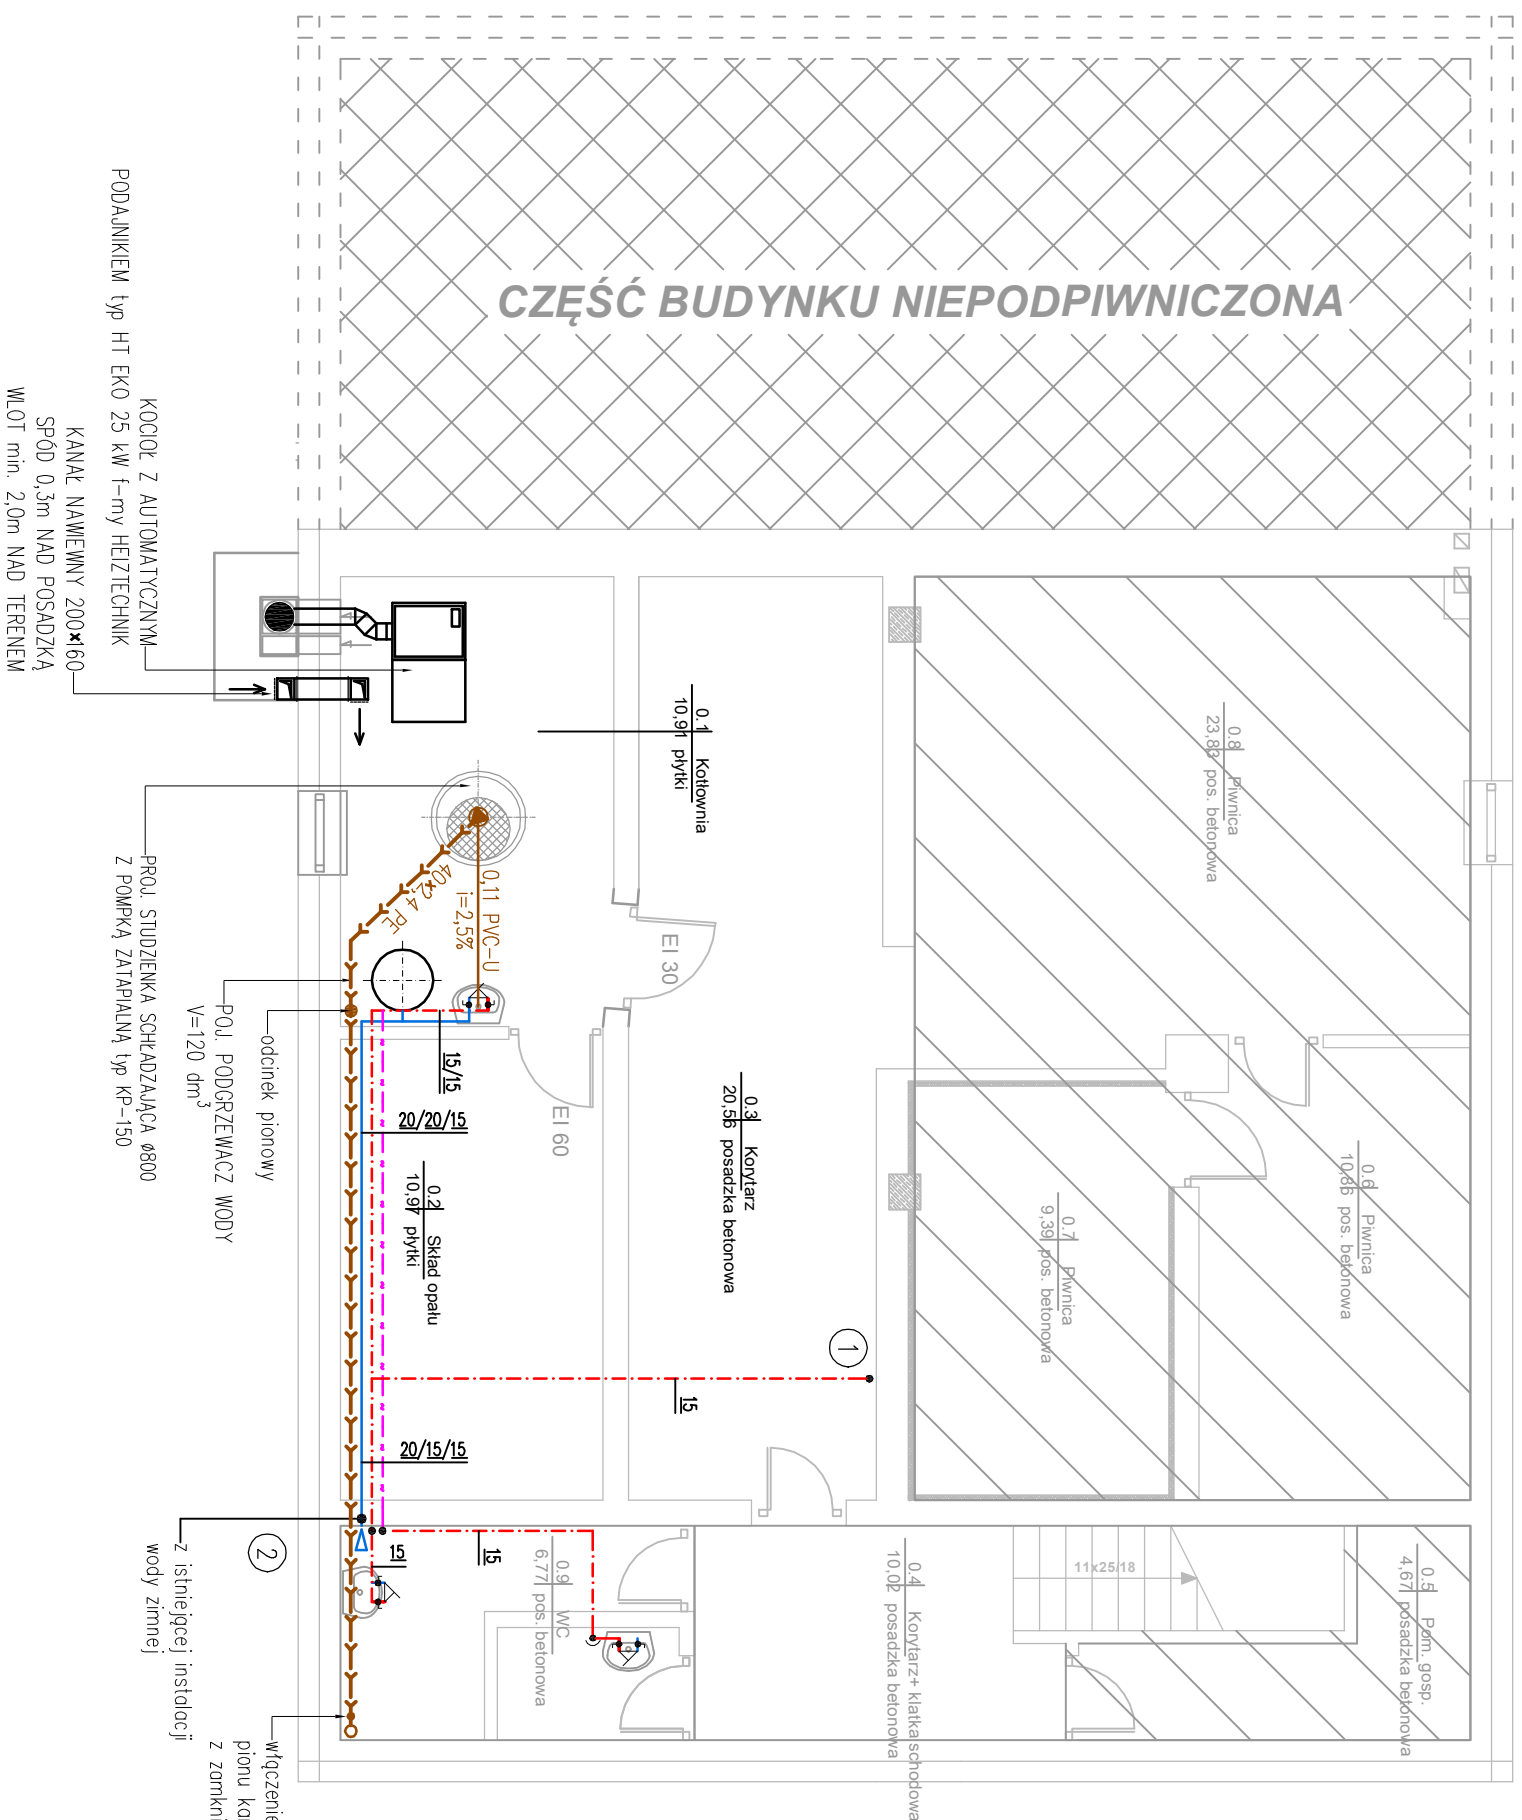 CZĘŚĆ BUDYNKU NIEPODPIWNICZONA
KOCIOŁ Z AUTOMATYCZNYM
PODAJNIKIEM typ HT EKO 25 kW f-my HEIZTECHNIK
KANAŁ NAWIEWNY 200x160
SPÓD 0,3m NAD POSADZKĄ
WLOT min. 2,0m NAD TERENEM
0.1 Kotłownia
10,91 płytki
0.8 Piwnica
23,83 pos. betonowa
PROJ. STUDZIENKA SCHŁADZAJĄCA ø800
Z POMPKĄ ZATAPIALNĄ typ KP-150
40x2,4 PE
0,11 PVC-U
i=2,5%
EI 30
POJ. PODGRZEWACZ WODY
V=120 dm³
odcinek pionowy
15/15
20/20/15
EI 60
0.3 Korytarz
20,56 posadzka betonowa
0.2 Skład opału
10,97 płytki
0.6 Piwnica
10,86 pos. betonowa
0.7 Piwnica
9,39 pos. betonowa
1
15
20/15/15
2
z istniejącej instalacji
wody zimnej
15
15
0.9 WC
6,77 pos. betonowa
0.4 Korytarz+ klatka schodowa
10,02 posadzka betonowa
11x25/18
0.5 Pom. gosp.
4,67 posadzka betonowa
włączenie
pionu
z